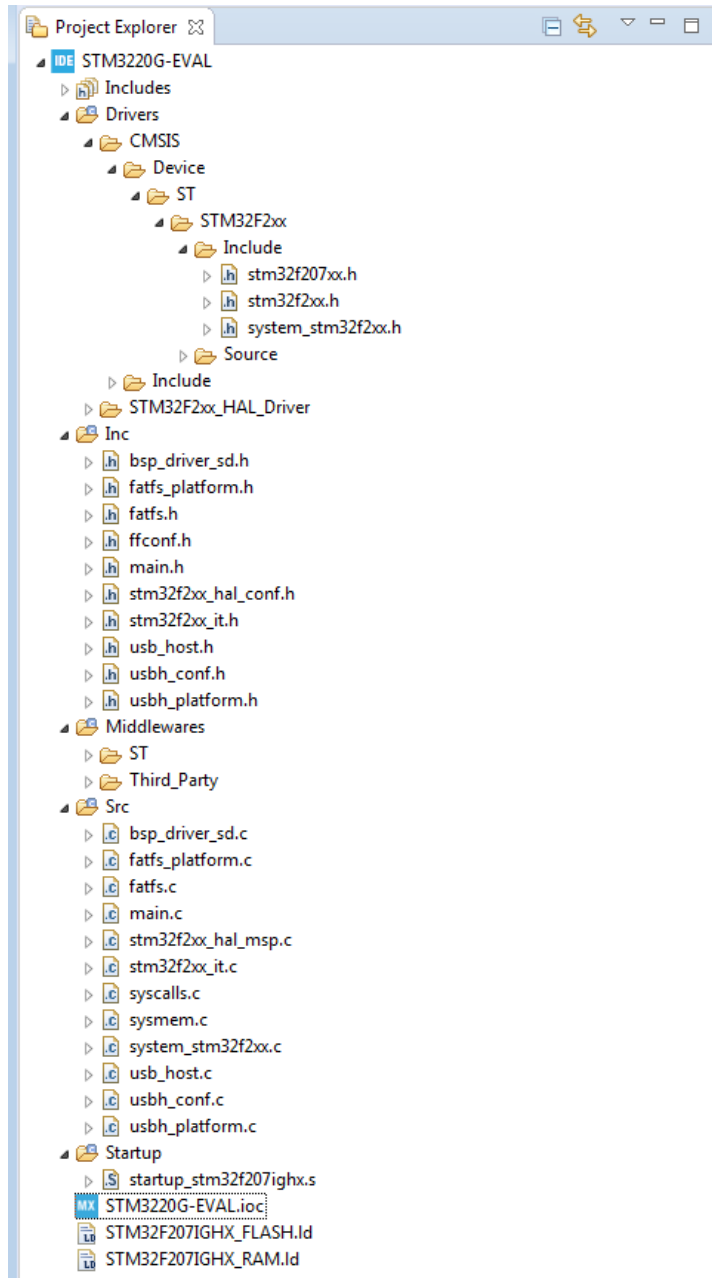 Project Explorer
IDE STM3220G-EVAL
Includes
Drivers
CMSIS
Device
ST
STM32F2xx
Include
.h stm32f207xx.h
.h stm32f2xx.h
.h system_stm32f2xx.h
Source
Include
STM32F2xx_HAL_Driver
Inc
.h bsp_driver_sd.h
.h fatfs_platform.h
.h fatfs.h
.h ffconf.h
.h main.h
.h stm32f2xx_hal_conf.h
.h stm32f2xx_it.h
.h usb_host.h
.h usbh_conf.h
.h usbh_platform.h
Middlewares
ST
Third_Party
Src
.c bsp_driver_sd.c
.c fatfs_platform.c
.c fatfs.c
.c main.c
.c stm32f2xx_hal_msp.c
.c stm32f2xx_it.c
.c syscalls.c
.c sysmem.c
.c system_stm32f2xx.c
.c usb_host.c
.c usbh_conf.c
.c usbh_platform.c
Startup
.S startup_stm32f207ighx.s
MX STM3220G-EVAL.ioc
LD STM32F207IGHX_FLASH.ld
LD STM32F207IGHX_RAM.ld